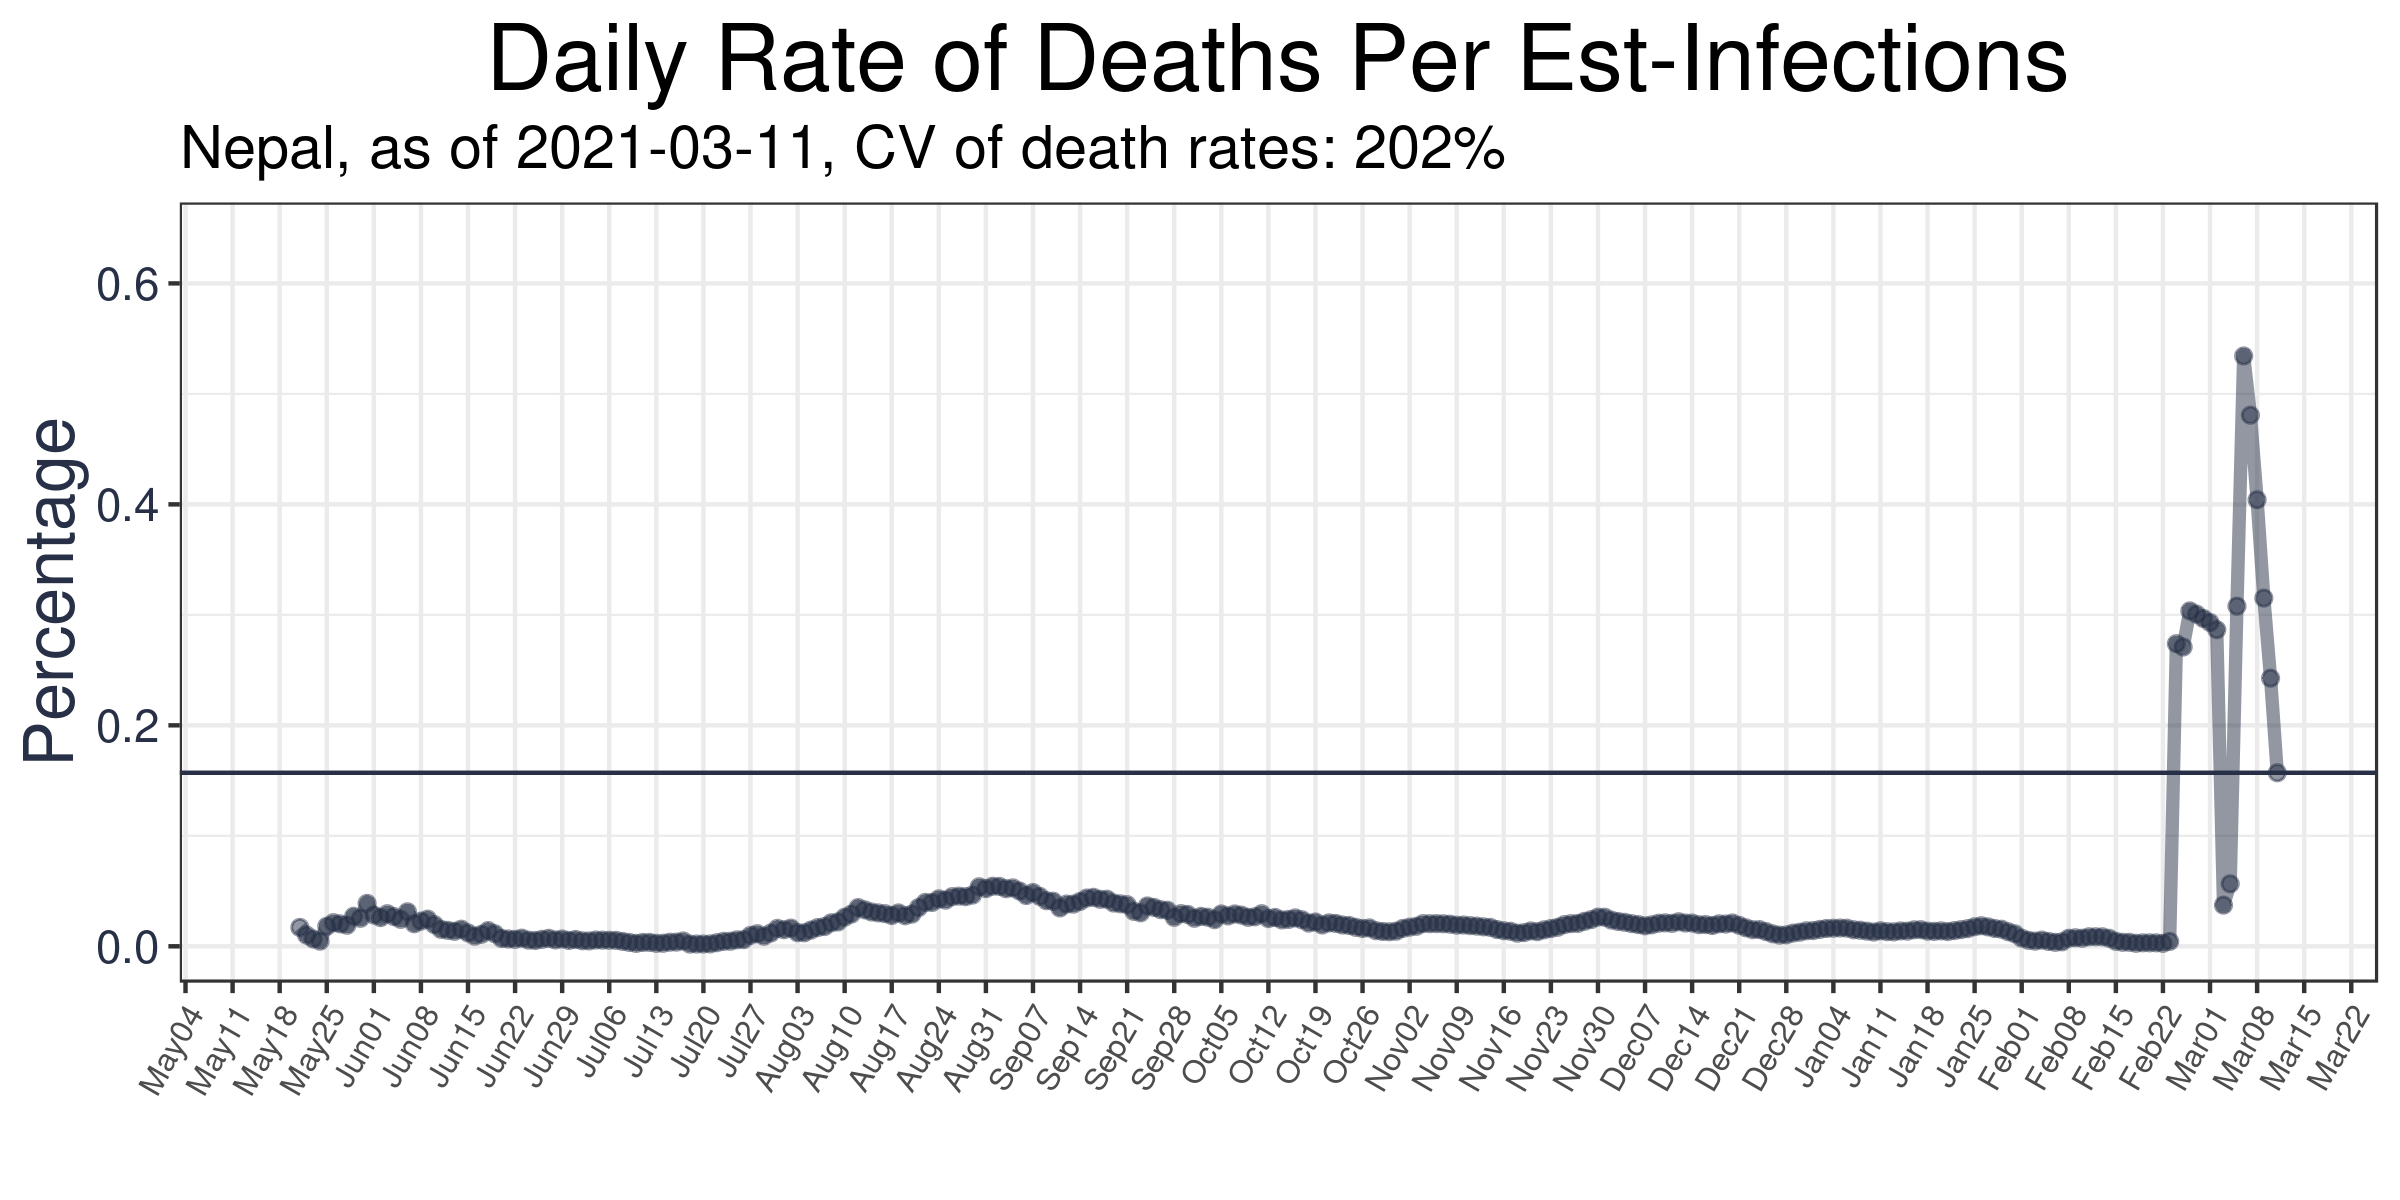 Daily Rate of Deaths Per Est-Infections
Nepal, as of 2021-03-11, CV of death rates: 202%
Percentage
0.6
0.4
0.2
0.0
May04
May11
May18
May25
Jun01
Jun08
Jun15
Jun22
Jun29
Jul06
Jul13
Jul20
Jul27
Aug03
Aug10
Aug17
Aug24
Aug31
Sep07
Sep14
Sep21
Sep28
Oct05
Oct12
Oct19
Oct26
Nov02
Nov09
Nov16
Nov23
Nov30
Dec07
Dec14
Dec21
Dec28
Jan04
Jan11
Jan18
Jan25
Feb01
Feb08
Feb15
Feb22
Mar01
Mar08
Mar15
Mar22